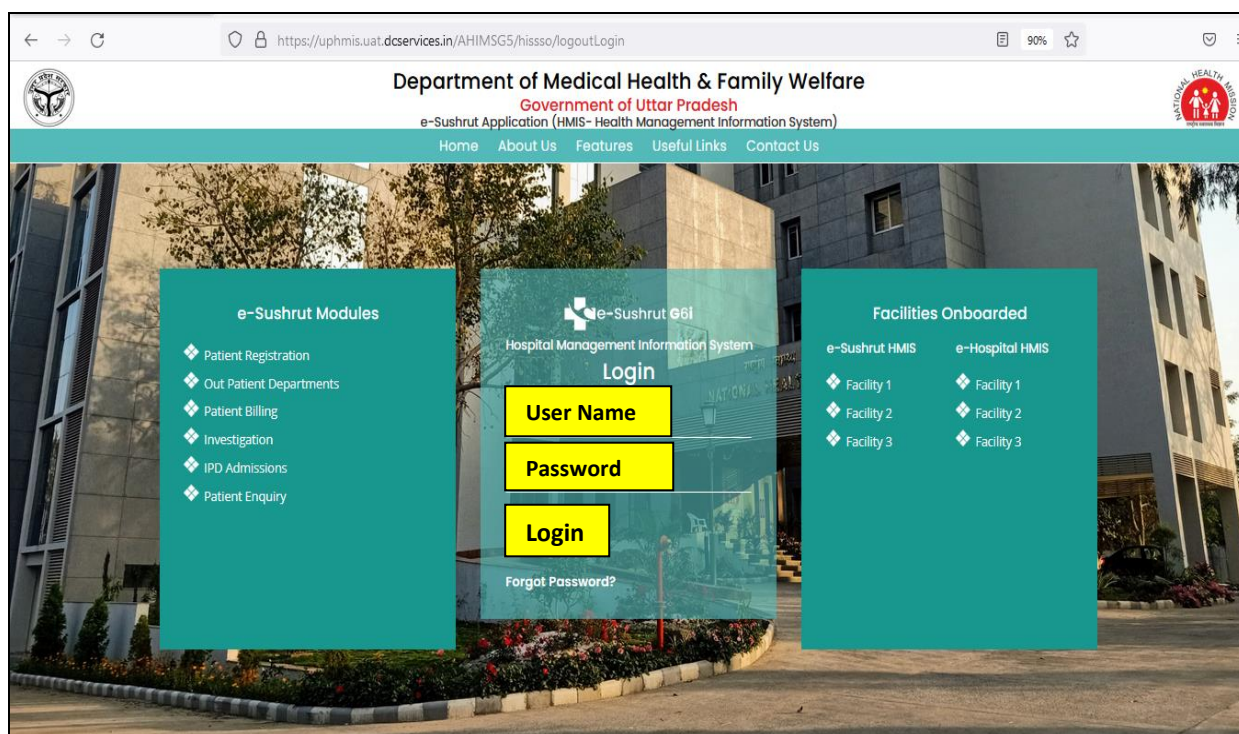 https://uphmis.uat.dcservices.in/AHIMSG5/hissso/logoutLogin
90%
Department of Medical Health & Family Welfare
Government of Uttar Pradesh
e-Sushrut Application (HMIS- Health Management Information System)
NATIONAL HEALTH MISSION
Home About Us Features Useful Links Contact Us
e-Sushrut Modules
Patient Registration
Out Patient Departments
Patient Billing
Investigation
IPD Admissions
Patient Enquiry
e-Sushrut G6i
Hospital Management Information System
Login
User Name
Password
Login
Forgot Password?
Facilities Onboarded
e-Sushrut HMIS e-Hospital HMIS
Facility 1 Facility 1
Facility 2 Facility 2
Facility 3 Facility 3